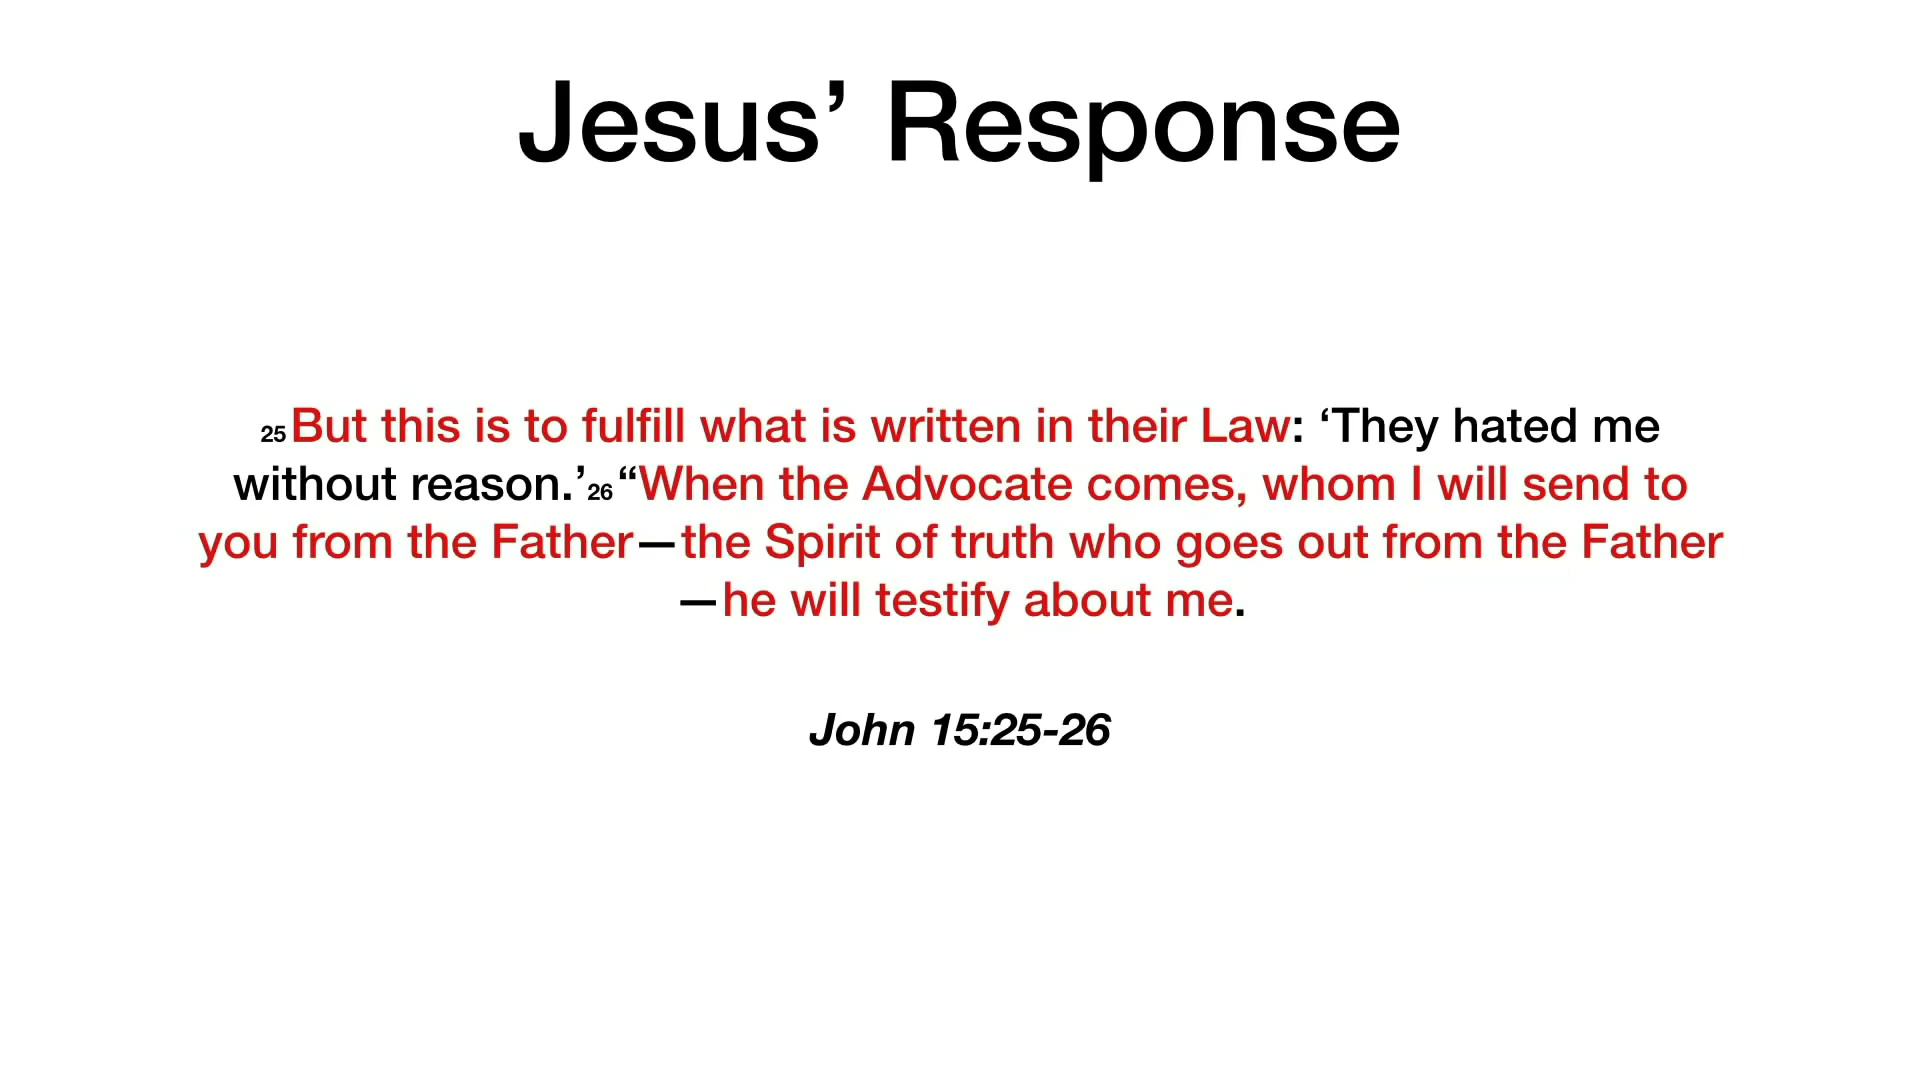 Jesus’ Response
25 But this is to fulfill what is written in their Law: ‘They hated me
without reason.’ 26 “When the Advocate comes, whom I will send to
you from the Father—the Spirit of truth who goes out from the Father
—he will testify about me.
John 15:25-26